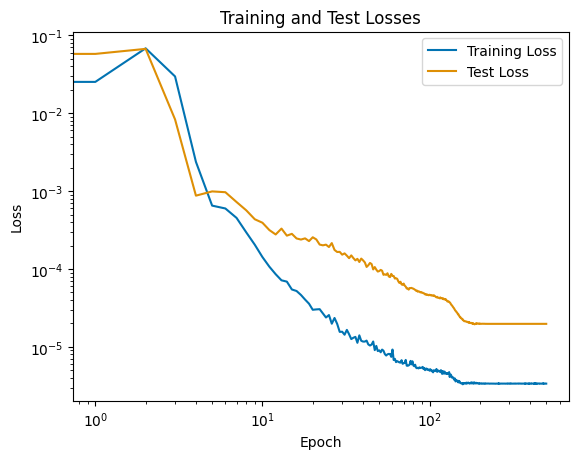 Training and Test Losses
10⁻¹
10⁻²
10⁻³
10⁻⁴
10⁻⁵
Loss
Training Loss
Test Loss
10⁰
10¹
10²
Epoch